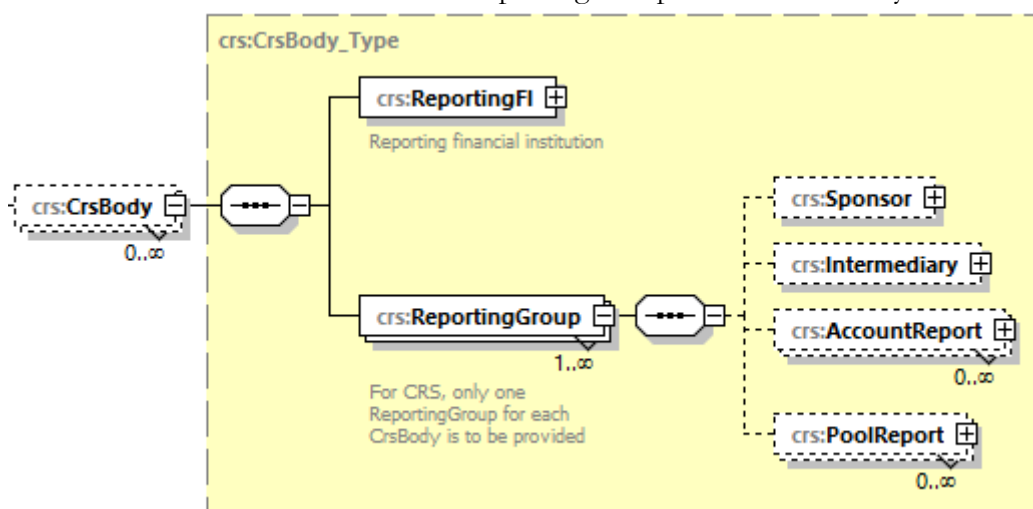 crs:CrsBody_Type
crs:ReportingFI
Reporting financial institution
crs:CrsBody
0..∞
crs:ReportingGroup
1..∞
For CRS, only one
ReportingGroup for each
CrsBody is to be provided
crs:Sponsor
crs:Intermediary
crs:AccountReport
0..∞
crs:PoolReport
0..∞